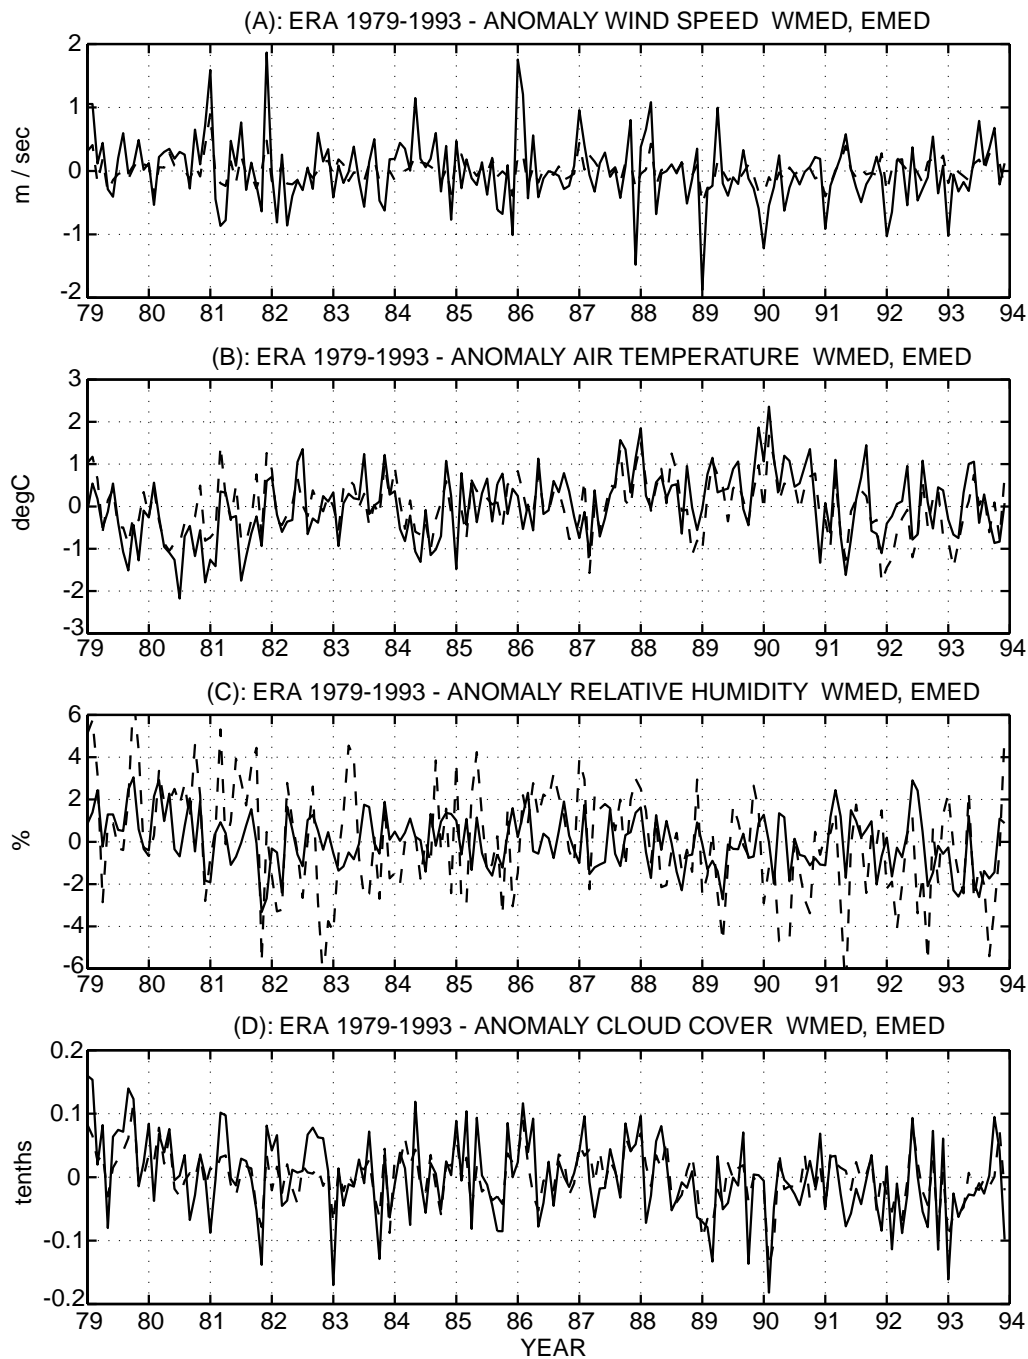 (A): ERA 1979-1993 - ANOMALY WIND SPEED WMED, EMED
2
1
0
-1
-2
m / sec
79 80 81 82 83 84 85 86 87 88 89 90 91 92 93 94
(B): ERA 1979-1993 - ANOMALY AIR TEMPERATURE WMED, EMED
3
2
1
0
-1
-2
-3
degC
79 80 81 82 83 84 85 86 87 88 89 90 91 92 93 94
(C): ERA 1979-1993 - ANOMALY RELATIVE HUMIDITY WMED, EMED
6
4
2
0
-2
-4
-6
%
79 80 81 82 83 84 85 86 87 88 89 90 91 92 93 94
(D): ERA 1979-1993 - ANOMALY CLOUD COVER WMED, EMED
0.2
0.1
0
-0.1
-0.2
tenths
79 80 81 82 83 84 85 86 87 88 89 90 91 92 93 94
YEAR